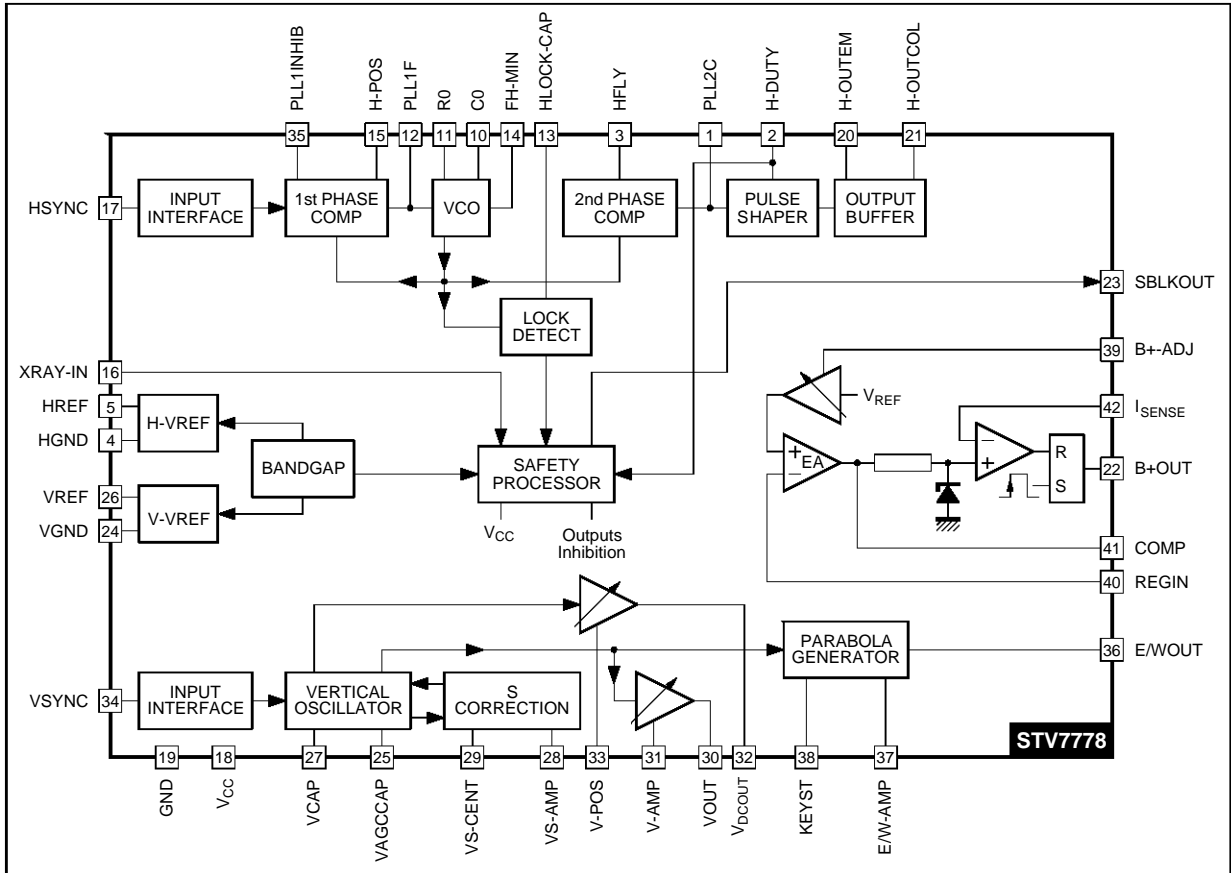 PLL1INHIB
H-POS
PLL1F
R0
C0
FH-MIN
HLOCK-CAP
HFLY
PLL2C
H-DUTY
H-OUTEM
H-OUTCOL
35
15
12
11
10
14
13
3
1
2
20
21
HSYNC
17
INPUT
INTERFACE
1st PHASE
COMP
VCO
2nd PHASE
COMP
PULSE
SHAPER
OUTPUT
BUFFER
LOCK
DETECT
23
SBLKOUT
39
B+-ADJ
XRAY-IN
16
HREF
5
HGND
4
H-VREF
VREF
26
VGND
24
V-VREF
BANDGAP
SAFETY
PROCESSOR
VCC
Outputs
Inhibition
VREF
+
EA
−
−
+
R
S
42
ISENSE
22
B+OUT
41
COMP
40
REGIN
PARABOLA
GENERATOR
36
E/WOUT
VSYNC
34
INPUT
INTERFACE
VERTICAL
OSCILLATOR
S
CORRECTION
STV7778
19
18
27
25
29
28
33
31
30
32
38
37
GND
VCC
VCAP
VAGCCAP
VS-CENT
VS-AMP
V-POS
V-AMP
VOUT
VDCOUT
KEYST
E/W-AMP